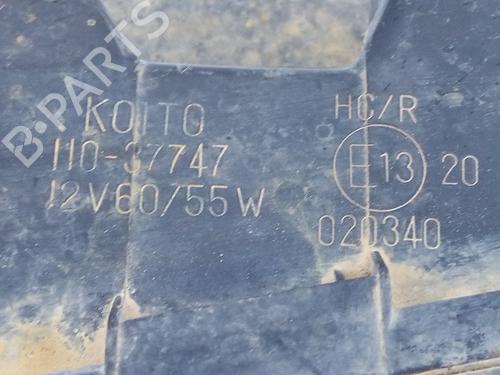 B-PARTS
KOITO
110-37747
12V60/55W
HC/R
E13 20
020340